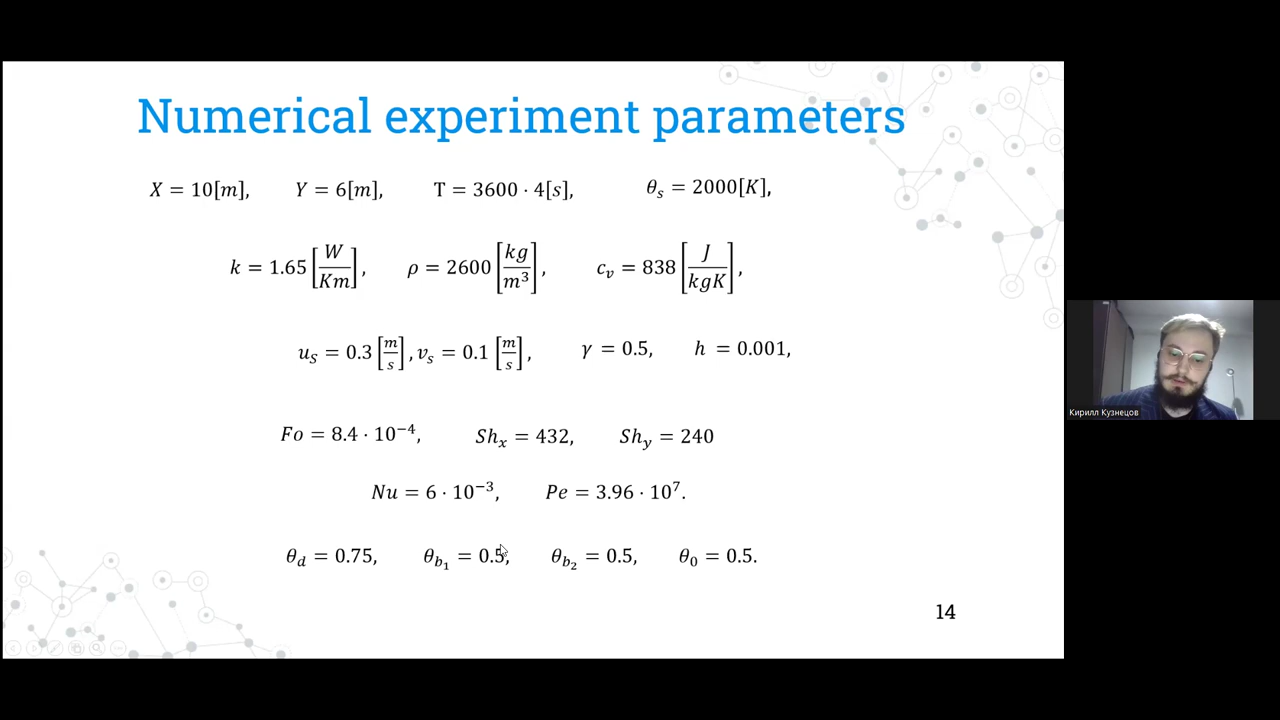 Numerical experiment parameters
X = 10[m], Y = 6[m], T = 3600 · 4[s], θ_s = 2000[K],
k = 1.65 [W/Km], ρ = 2600 [kg/m³], c_v = 838 [J/kgK],
u_s = 0.3 [m/s], v_s = 0.1 [m/s], γ = 0.5, h = 0.001,
Fo = 8.4 · 10⁻⁴, Sh_x = 432, Sh_y = 240
Nu = 6 · 10⁻³, Pe = 3.96 · 10⁷.
θ_d = 0.75, θ_b₁ = 0.5, θ_b₂ = 0.5, θ_0 = 0.5.
14
Кирилл Кузнецов